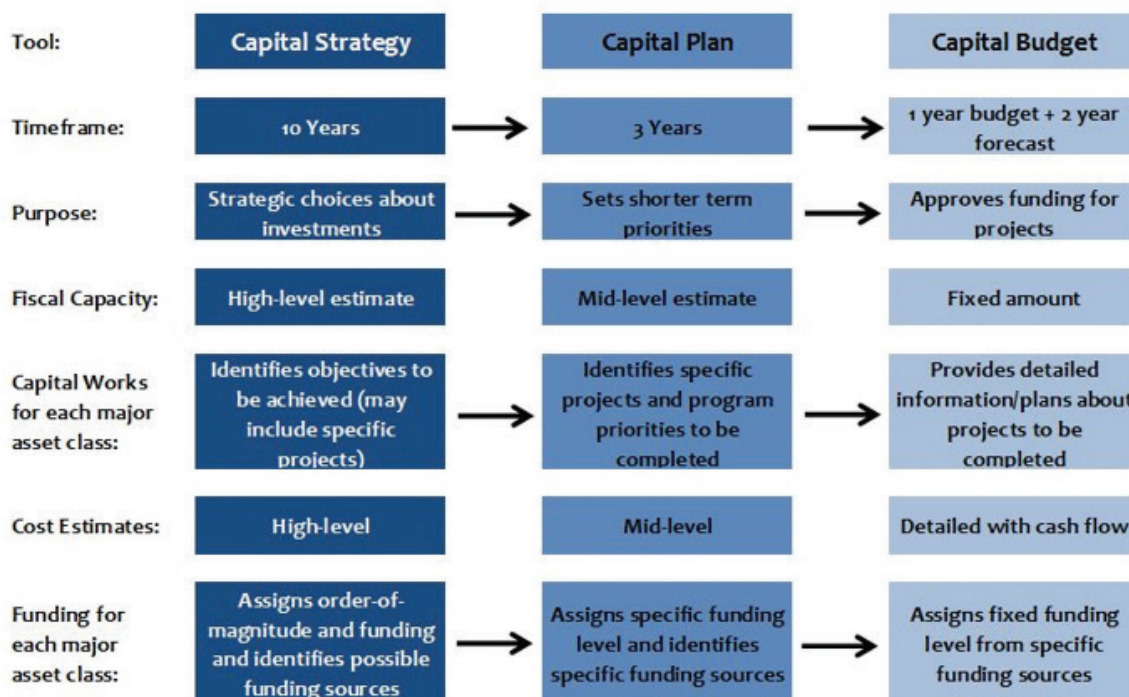 Tool:
Capital Strategy
Capital Plan
Capital Budget
Timeframe:
10 Years
3 Years
1 year budget + 2 year
forecast
Purpose:
Strategic choices about
investments
Sets shorter term
priorities
Approves funding for
projects
Fiscal Capacity:
High-level estimate
Mid-level estimate
Fixed amount
Capital Works
for each major
asset class:
Identifies objectives to
be achieved (may
include specific
projects)
Identifies specific
projects and program
priorities to be
completed
Provides detailed
information/plans about
projects to be
completed
Cost Estimates:
High-level
Mid-level
Detailed with cash flow
Funding for
each major
asset class:
Assigns order-of-
magnitude and funding
and identifies possible
funding sources
Assigns specific funding
level and identifies
specific funding sources
Assigns fixed funding
level from specific
funding sources